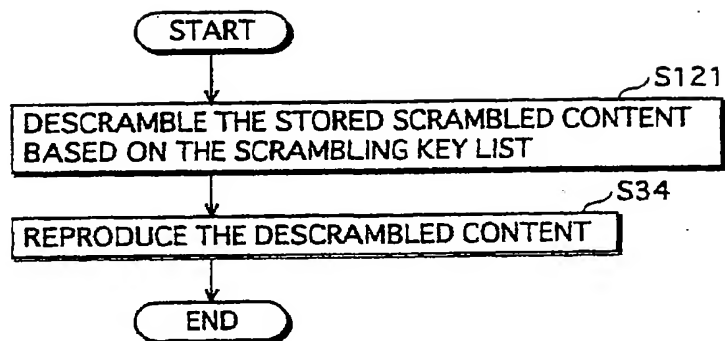 START
S121
DESCRAMBLE THE STORED SCRAMBLED CONTENT
BASED ON THE SCRAMBLING KEY LIST
S34
REPRODUCE THE DESCRAMBLED CONTENT
END